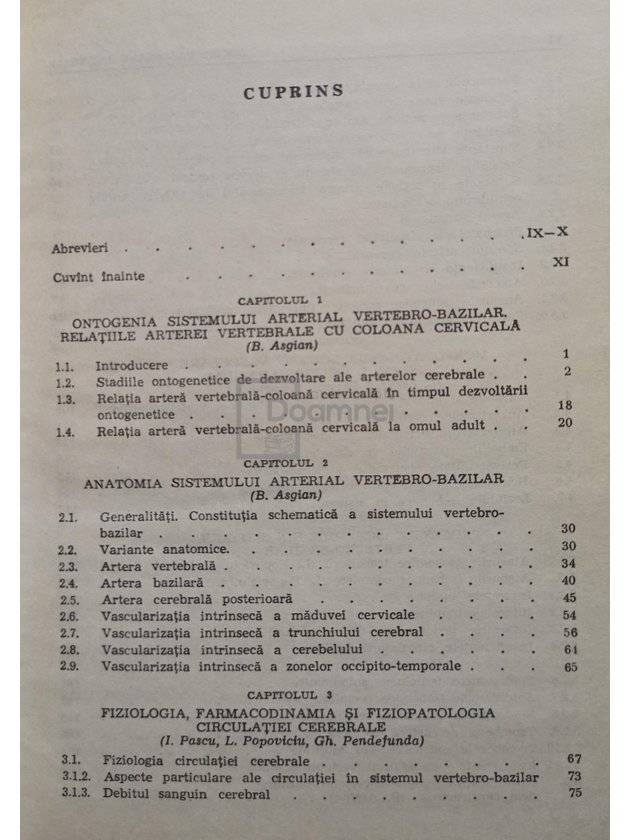 CUPRINS
Abrevieri . . . . . . . . . . . . . IX—X
Cuvînt înainte . . . . . . . . . . . XI
CAPITOLUL 1
ONTOGENIA SISTEMULUI ARTERIAL VERTEBRO-BAZILAR.
RELAȚIILE ARTEREI VERTEBRALE CU COLOANA CERVICALĂ
(B. Asgian)
1.1. Introducere . . . . . . . . . . . 1
1.2. Stadiile ontogenetice de dezvoltare ale arterelor cerebrale . . 2
1.3. Relația arteră vertebrală-coloană cervicală în timpul dezvoltării
ontogenetice . . . . . . . . . . . 18
1.4. Relația arteră vertebrală-coloană cervicală la omul adult . . 20
Doamnei
CAPITOLUL 2
ANATOMIA SISTEMULUI ARTERIAL VERTEBRO-BAZILAR
(B. Asgian)
2.1. Generalități. Constituția schematică a sistemului vertebro-
bazilar . . . . . . . . . . . . 30
2.2. Variante anatomice. . . . . . . . . . 30
2.3. Artera vertebrală . . . . . . . . . . 34
2.4. Artera bazilară . . . . . . . . . . 40
2.5. Artera cerebrală posterioară . . . . . . . 45
2.6. Vascularizația intrinsecă a măduvei cervicale . . . . 54
2.7. Vascularizația intrinsecă a trunchiului cerebral . . . . 56
2.8. Vascularizația intrinsecă a cerebelului . . . . . 61
2.9. Vascularizația intrinsecă a zonelor occipito-temporale . . . 65
CAPITOLUL 3
FIZIOLOGIA, FARMACODINAMIA ȘI FIZIOPATOLOGIA
CIRCULAȚIEI CEREBRALE
(I. Pascu, L. Popoviciu, Gh. Pendefunda)
3.1. Fiziologia circulației cerebrale . . . . . . . 67
3.1.2. Aspecte particulare ale circulației în sistemul vertebro-bazilar 73
3.1.3. Debitul sanguin cerebral . . . . . . . . 75